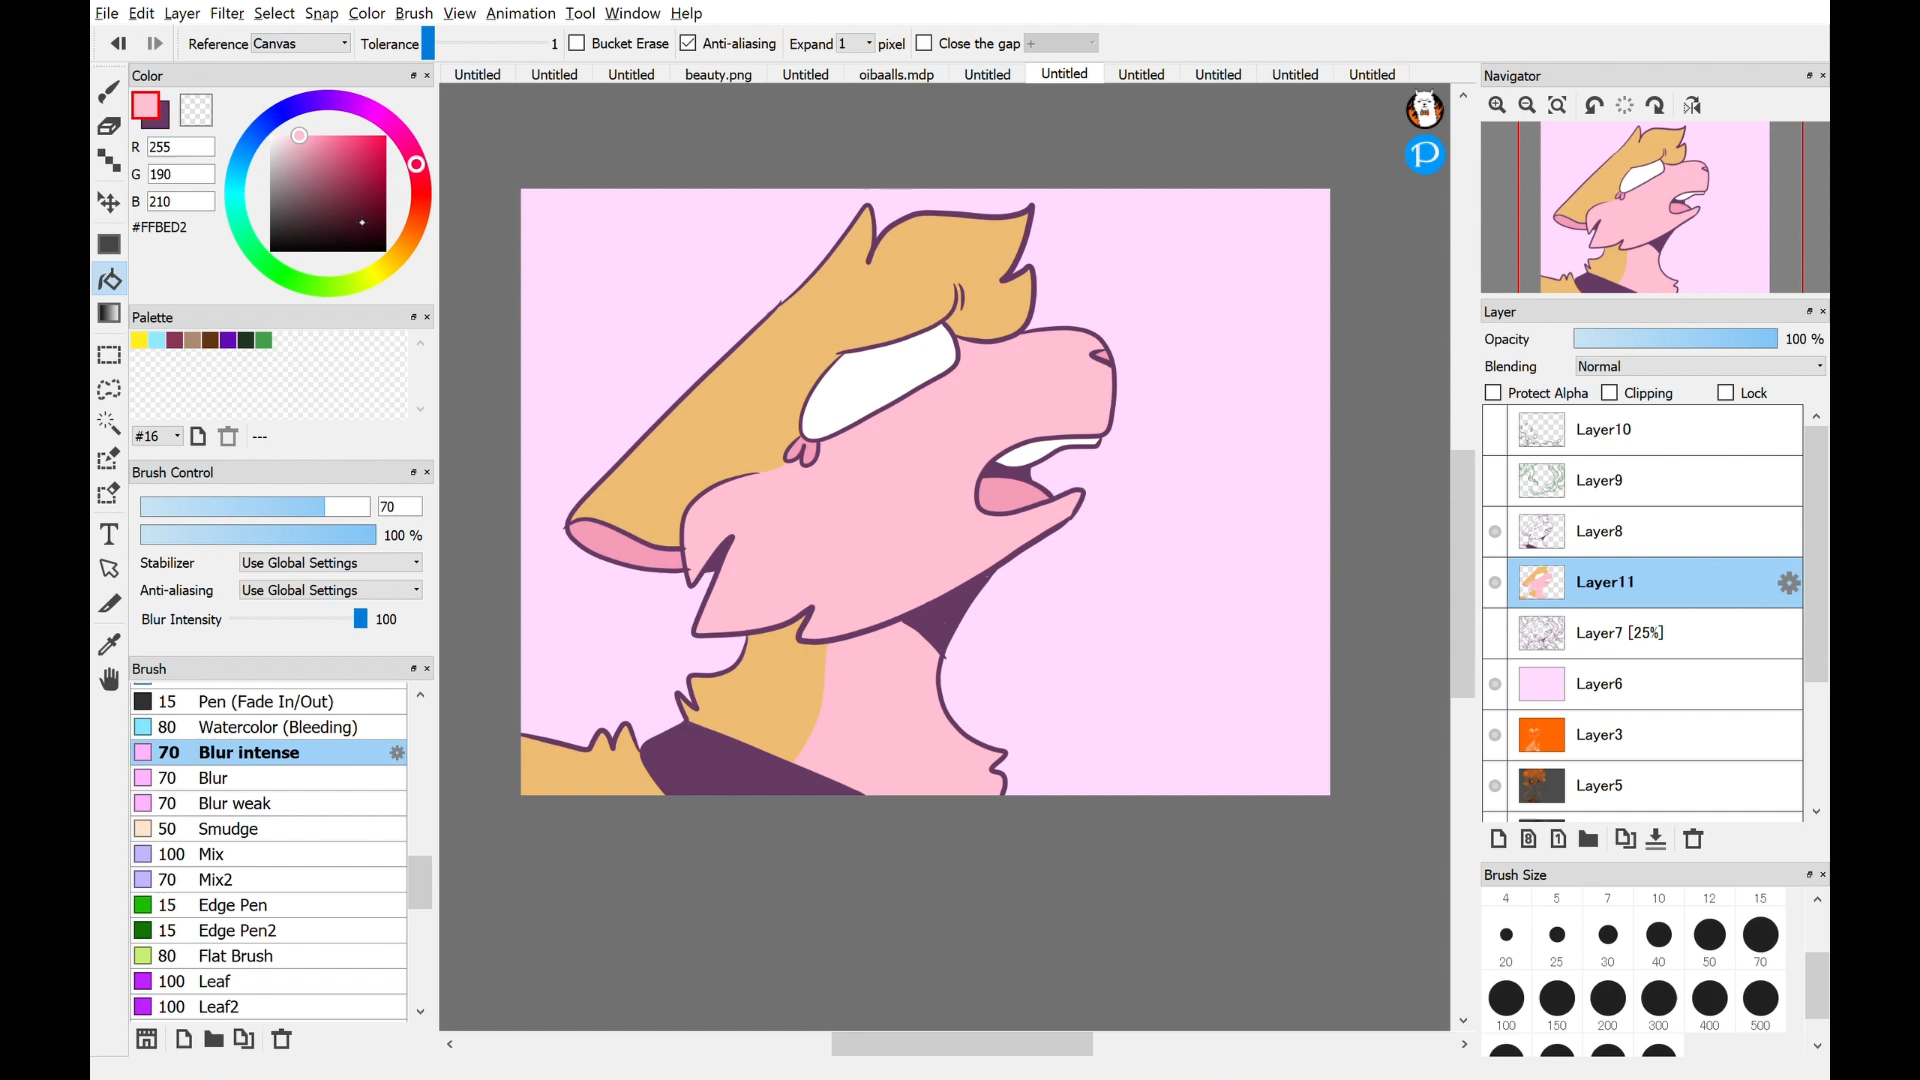 File Edit Layer Filter Select Snap Color Brush View Animation Tool Window Help
Reference Canvas Tolerance 1 Bucket Erase Anti-aliasing Expand 1 pixel Close the gap +
Color
Untitled Untitled Untitled beauty.png Untitled oibaalls.mdp Untitled Untitled Untitled Untitled Untitled Untitled
R 255
G 190
B 210
#FFBED2
Palette
#16 ---
Brush Control
70
100 %
Stabilizer Use Global Settings
Anti-aliasing Use Global Settings
Blur Intensity 100
Brush
15 Pen (Fade In/Out)
80 Watercolor (Bleeding)
70 Blur intense
70 Blur
70 Blur weak
50 Smudge
100 Mix
70 Mix2
15 Edge Pen
15 Edge Pen2
80 Flat Brush
100 Leaf
100 Leaf2
P
Navigator
Layer
Opacity 100 %
Blending Normal
Protect Alpha Clipping Lock
Layer10
Layer9
Layer8
Layer11
Layer7 [25%]
Layer6
Layer3
Layer5
8 1
Brush Size
4 5 7 10 12 15
20 25 30 40 50 70
100 150 200 300 400 500